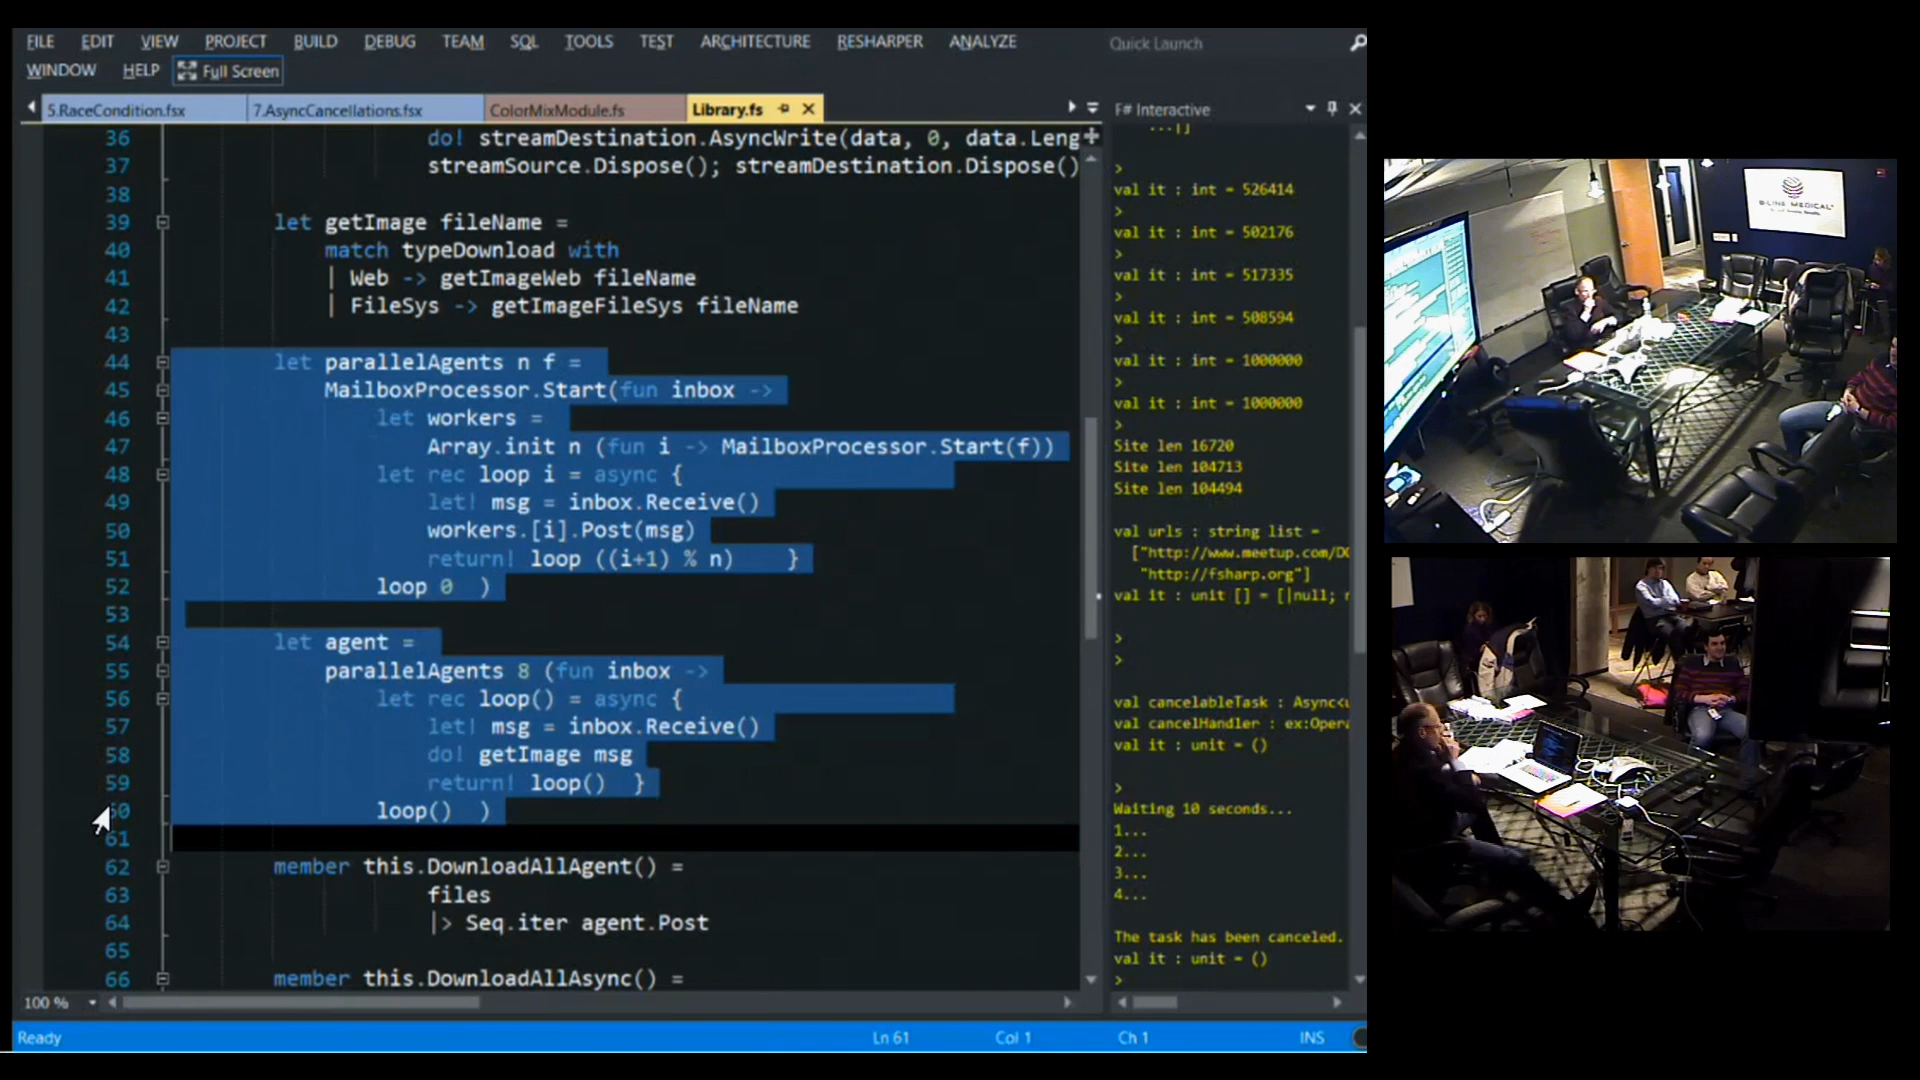 FILE EDIT VIEW PROJECT BUILD DEBUG TEAM SQL TOOLS TEST ARCHITECTURE RESHARPER ANALYZE
Quick Launch
WINDOW HELP Full Screen
5.RaceCondition.fsx 7.AsyncCancellations.fsx ColorMixModule.fs Library.fs
36 do! streamDestination.AsyncWrite(data, 0, data.Leng
37 streamSource.Dispose(); streamDestination.Dispose()
38
39 let getImage fileName =
40 match typeDownload with
41 | Web -> getImageWeb fileName
42 | FileSys -> getImageFileSys fileName
43
44 let parallelAgents n f =
45 MailboxProcessor.Start(fun inbox ->
46 let workers =
47 Array.init n (fun i -> MailboxProcessor.Start(f))
48 let rec loop i = async {
49 let! msg = inbox.Receive()
50 workers.[i].Post(msg)
51 return! loop ((i+1) % n) }
52 loop 0 )
53
54 let agent =
55 parallelAgents 8 (fun inbox ->
56 let rec loop() = async {
57 let! msg = inbox.Receive()
58 do! getImage msg
59 return! loop() }
60 loop() )
61
62 member this.DownloadAllAgent() =
63 files
64 |> Seq.iter agent.Post
65
66 member this.DownloadAllAsync() =
100 %
Ready Ln 61 Col 1 Ch 1 INS
F# Interactive
...[]
>
val it : int = 526414
>
val it : int = 502176
>
val it : int = 517335
>
val it : int = 508594
>
val it : int = 1000000
>
val it : int = 1000000
>
Site len 16720
Site len 104713
Site len 104494
val urls : string list =
["http://www.meetup.com/DC
"http://fsharp.org"]
val it : unit [] = [|null; n
>
>
val cancelableTask : Async<u
val cancelHandler : ex:Opera
val it : unit = ()
>
Waiting 10 seconds...
1...
2...
3...
4...
The task has been canceled.
val it : unit = ()
>
B-LINE MEDICAL